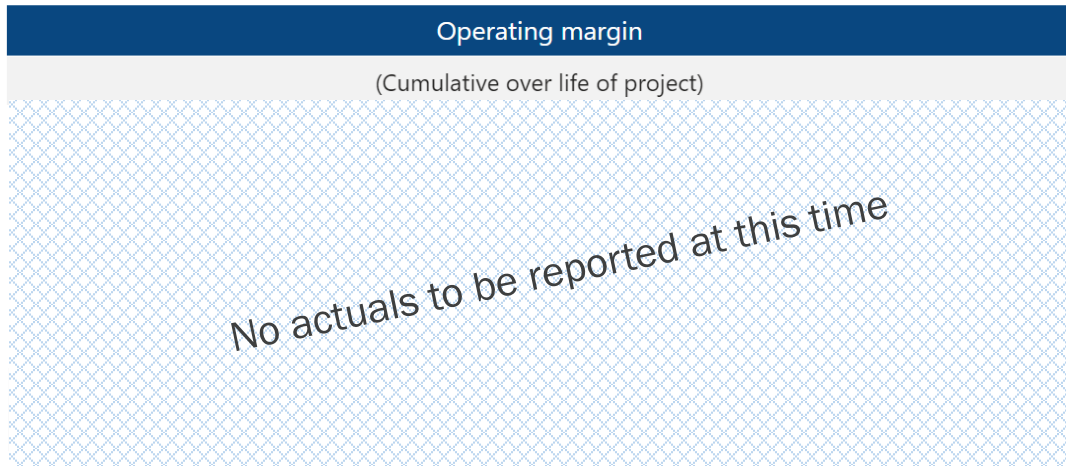 Operating margin
(Cumulative over life of project)
No actuals to be reported at this time